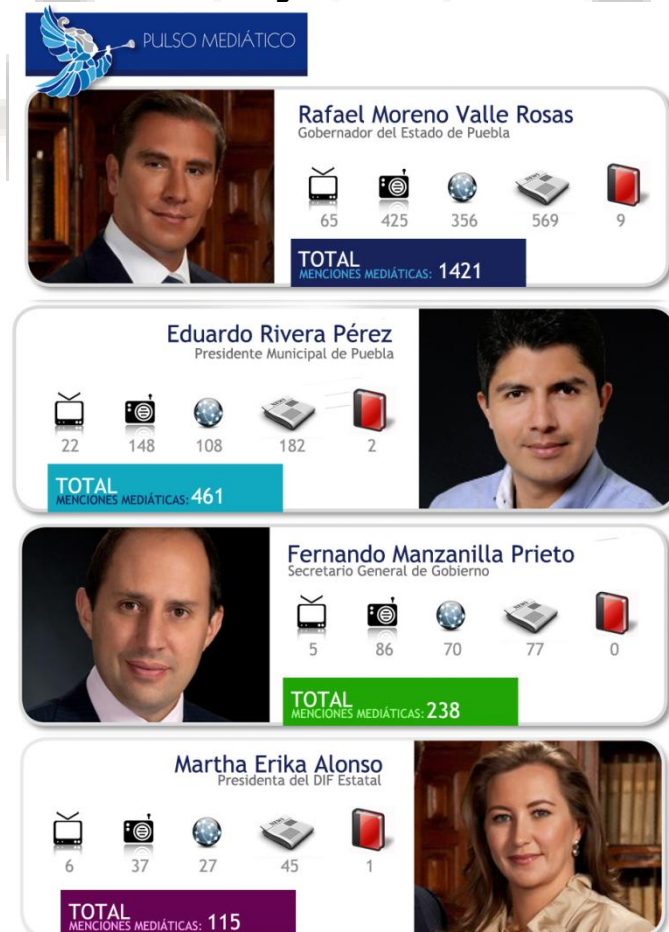 PULSO MEDIÁTICO
Rafael Moreno Valle Rosas
Gobernador del Estado de Puebla
65 425 356 569 9
TOTAL
MENCIONES MEDIÁTICAS: 1421
Eduardo Rivera Pérez
Presidente Municipal de Puebla
22 148 108 182 2
TOTAL
MENCIONES MEDIÁTICAS: 461
Fernando Manzanilla Prieto
Secretario General de Gobierno
5 86 70 77 0
TOTAL
MENCIONES MEDIÁTICAS: 238
Martha Erika Alonso
Presidenta del DIF Estatal
6 37 27 45 1
TOTAL
MENCIONES MEDIÁTICAS: 115